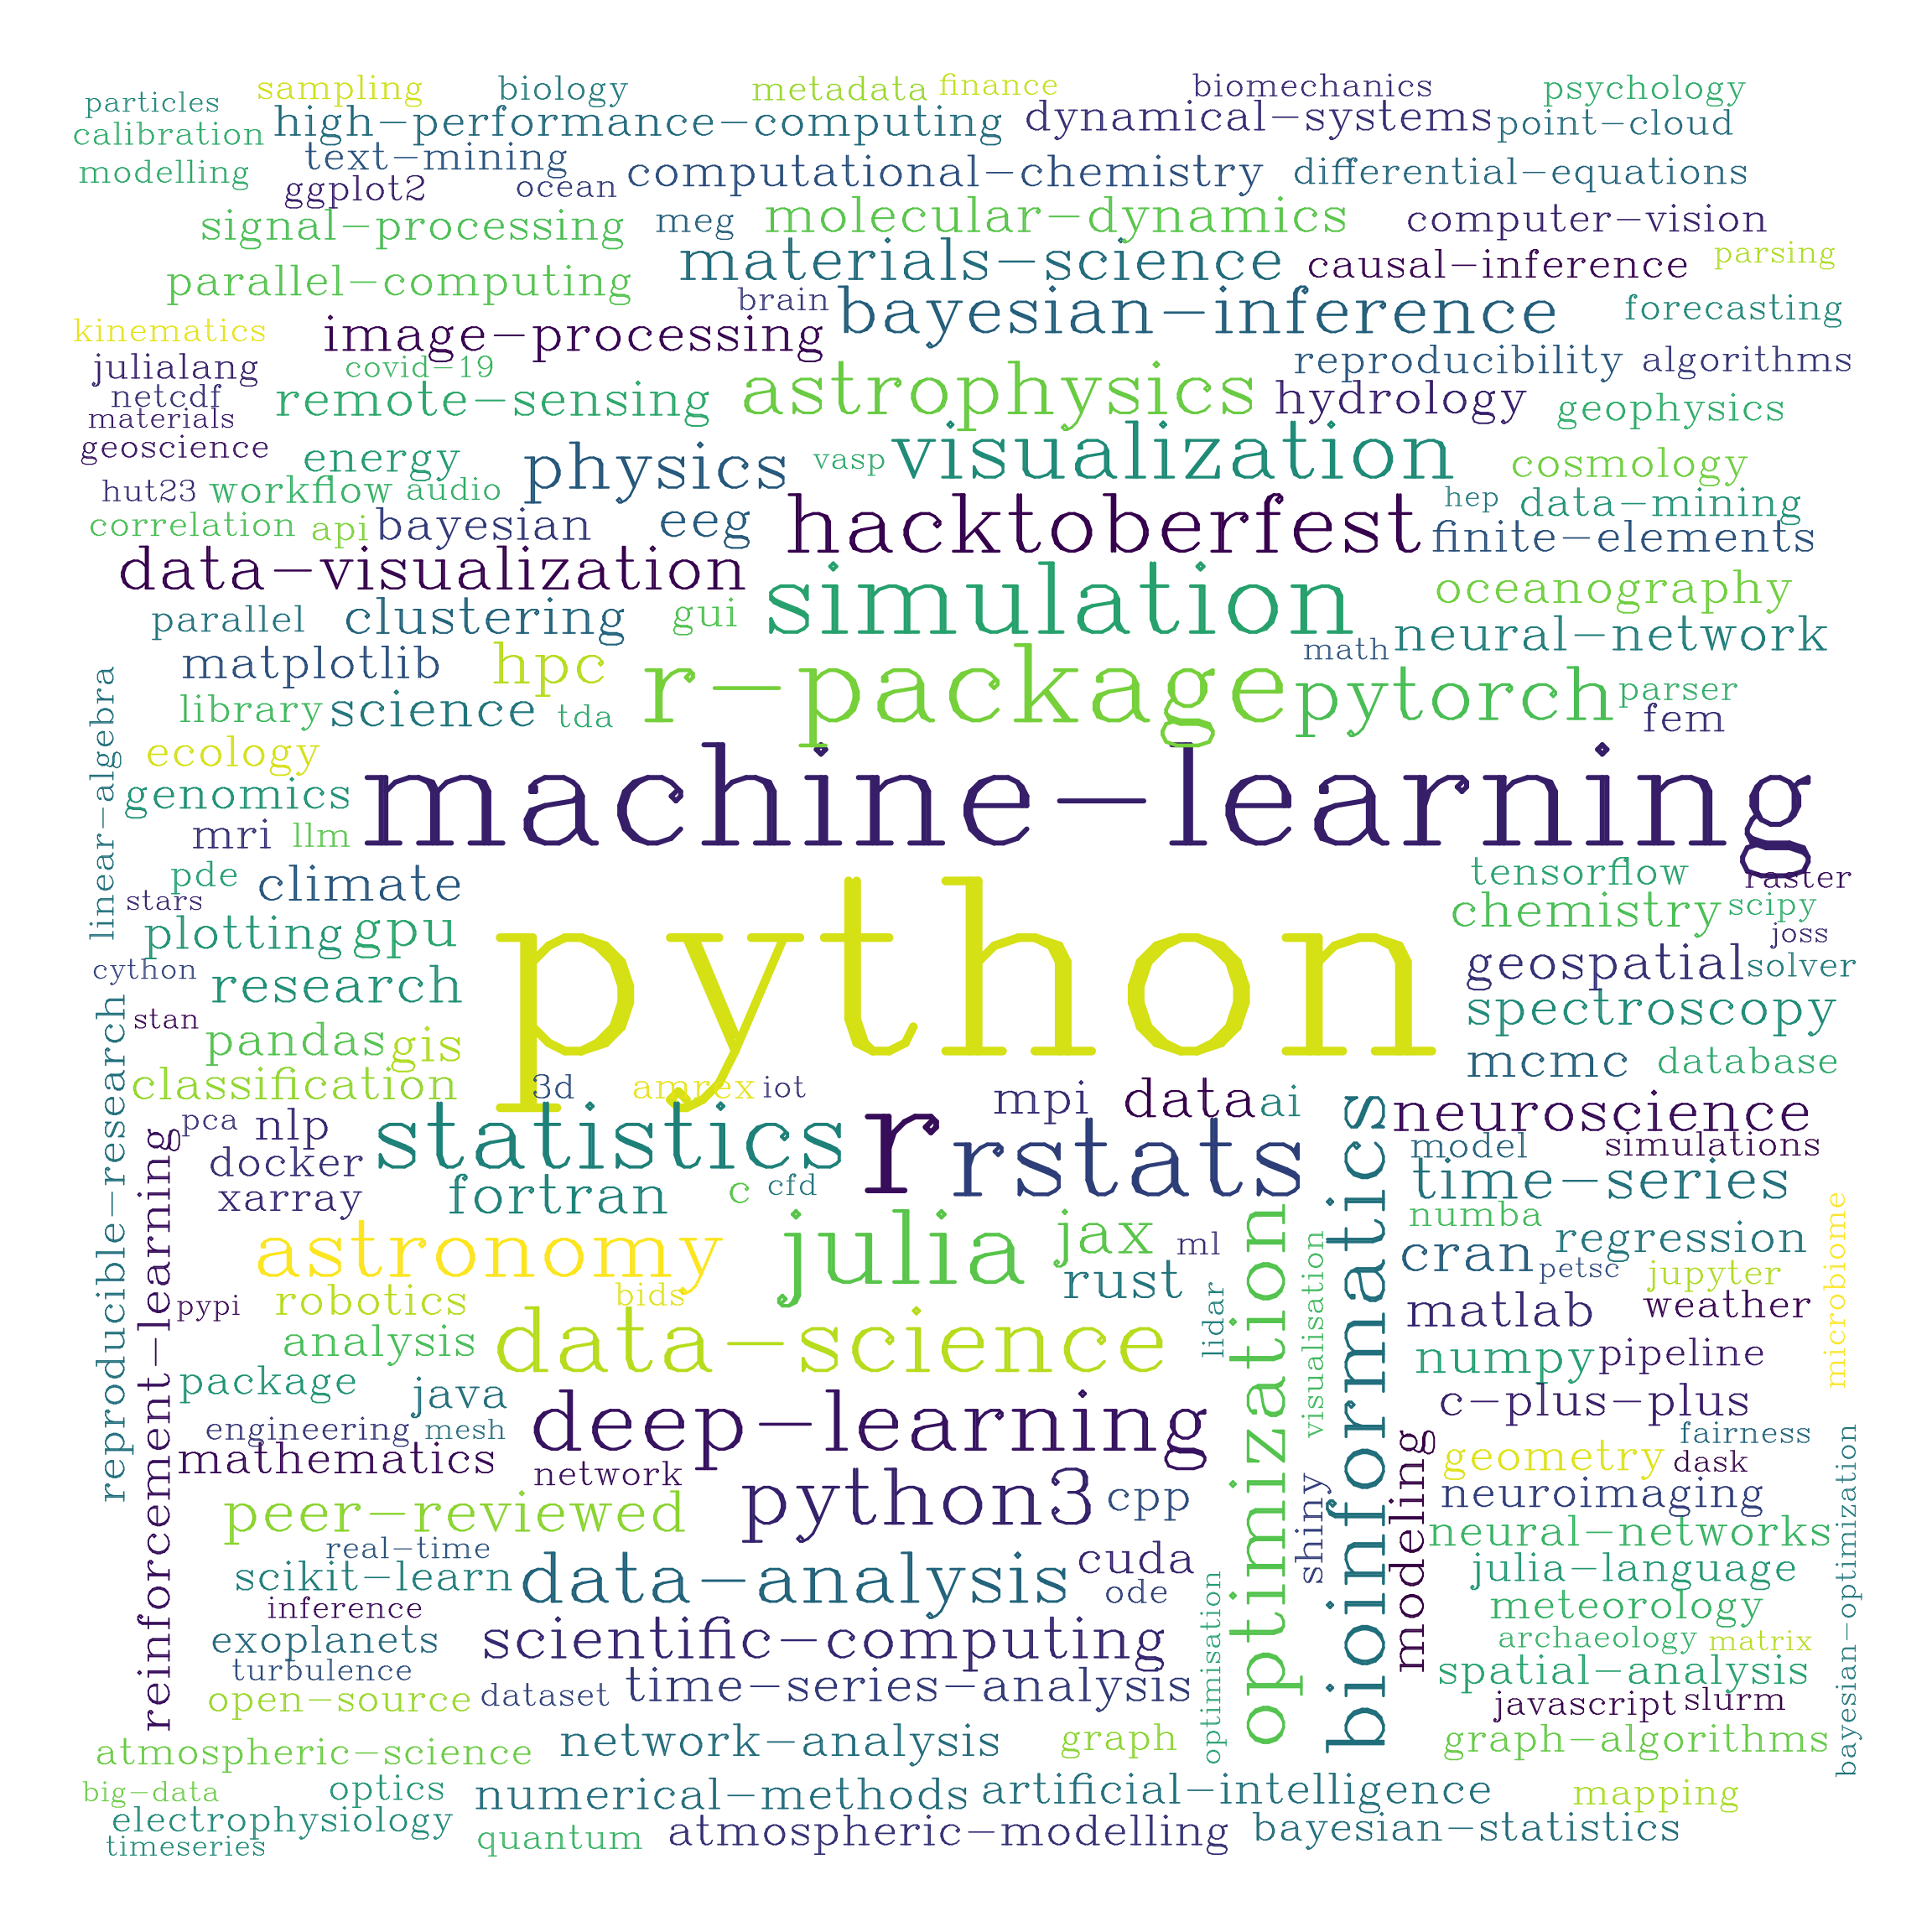 particles sampling biology metadata finance biomechanics psychology
calibration high-performance-computing dynamical-systems point-cloud
modelling text-mining computational-chemistry differential-equations
ggplot2 ocean
signal-processing meg molecular-dynamics computer-vision
parallel-computing materials-science causal-inference parsing
brain bayesian-inference forecasting
kinematics image-processing
julialang covid-19 reproducibility algorithms
netcdf remote-sensing astrophysics hydrology geophysics
materials
geoscience energy physics vasp visualization cosmology
hut23 workflow audio hep data-mining
correlation api bayesian eeg hacktoberfest finite-elements
data-visualization simulation oceanography
parallel clustering gui neural-network
matplotlib hpc math
library science tda r-package pytorch parser
fem
linear-algebra
ecology
genomics machine-learning
mri llm
pde climate tensorflow raster
stars chemistry scipy
plotting gpu joss
cython research python geospatial solver
stan spectroscopy
pandas gis mcmc database
classification 3d amrex iot mpi data ai neuroscience
reproducible-research
pca nlp statistics r rstats model simulations
docker time-series
xarray fortran c cfd numba
reinforcement-learning
astronomy julia jax ml cran regression
rust petsc jupyter
microbiome
robotics bids matlab weather
pypi
analysis data-science lidar optimization visualisation bioinformatics numpy pipeline
package java c-plus-plus
engineering mesh deep-learning fairness
mathematics network geometry dask
peer-reviewed python3 cpp shiny modeling neuroimaging
real-time neural-networks
bayesian-optimization
scikit-learn data-analysis cuda julia-language
inference ode meteorology
exoplanets scientific-computing optimisation archaeology matrix
turbulence spatial-analysis
open-source dataset time-series-analysis javascript slurm
atmospheric-science network-analysis graph graph-algorithms
big-data optics numerical-methods artificial-intelligence mapping
electrophysiology quantum atmospheric-modelling bayesian-statistics
timeseries